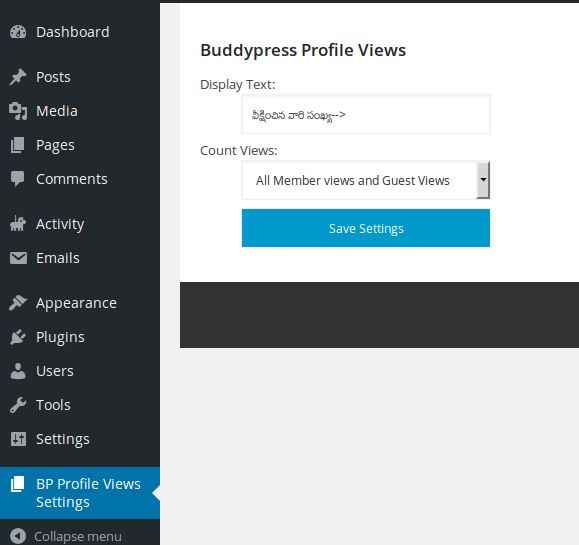 Dashboard
Posts
Media
Pages
Comments
Activity
Emails
Appearance
Plugins
Users
Tools
Settings
BP Profile Views
Settings
Collapse menu
Buddypress Profile Views
Display Text:
వీక్షించిన వారి సంఖ్య-->
Count Views:
All Member views and Guest Views
Save Settings